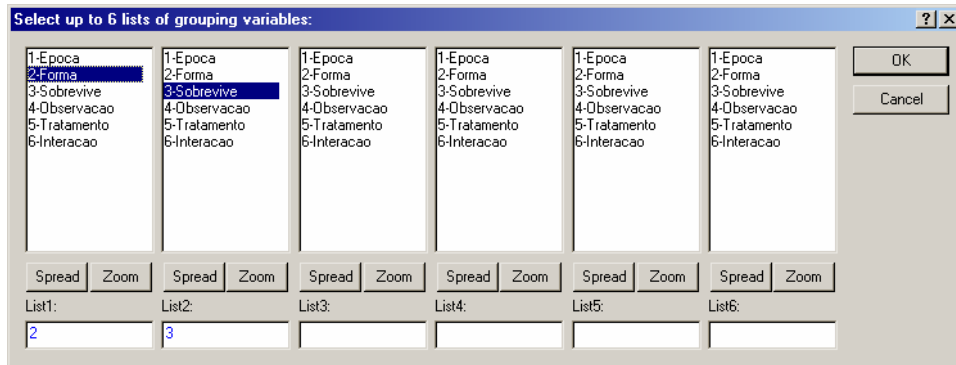 Select up to 6 lists of grouping variables:
1-Epoca
2-Forma
3-Sobrevive
4-Observacao
5-Tratamento
6-Interacao
1-Epoca
2-Forma
3-Sobrevive
4-Observacao
5-Tratamento
6-Interacao
1-Epoca
2-Forma
3-Sobrevive
4-Observacao
5-Tratamento
6-Interacao
1-Epoca
2-Forma
3-Sobrevive
4-Observacao
5-Tratamento
6-Interacao
1-Epoca
2-Forma
3-Sobrevive
4-Observacao
5-Tratamento
6-Interacao
1-Epoca
2-Forma
3-Sobrevive
4-Observacao
5-Tratamento
6-Interacao
OK
Cancel
Spread Zoom Spread Zoom Spread Zoom Spread Zoom Spread Zoom Spread Zoom
List1: List2: List3: List4: List5: List6:
2 3